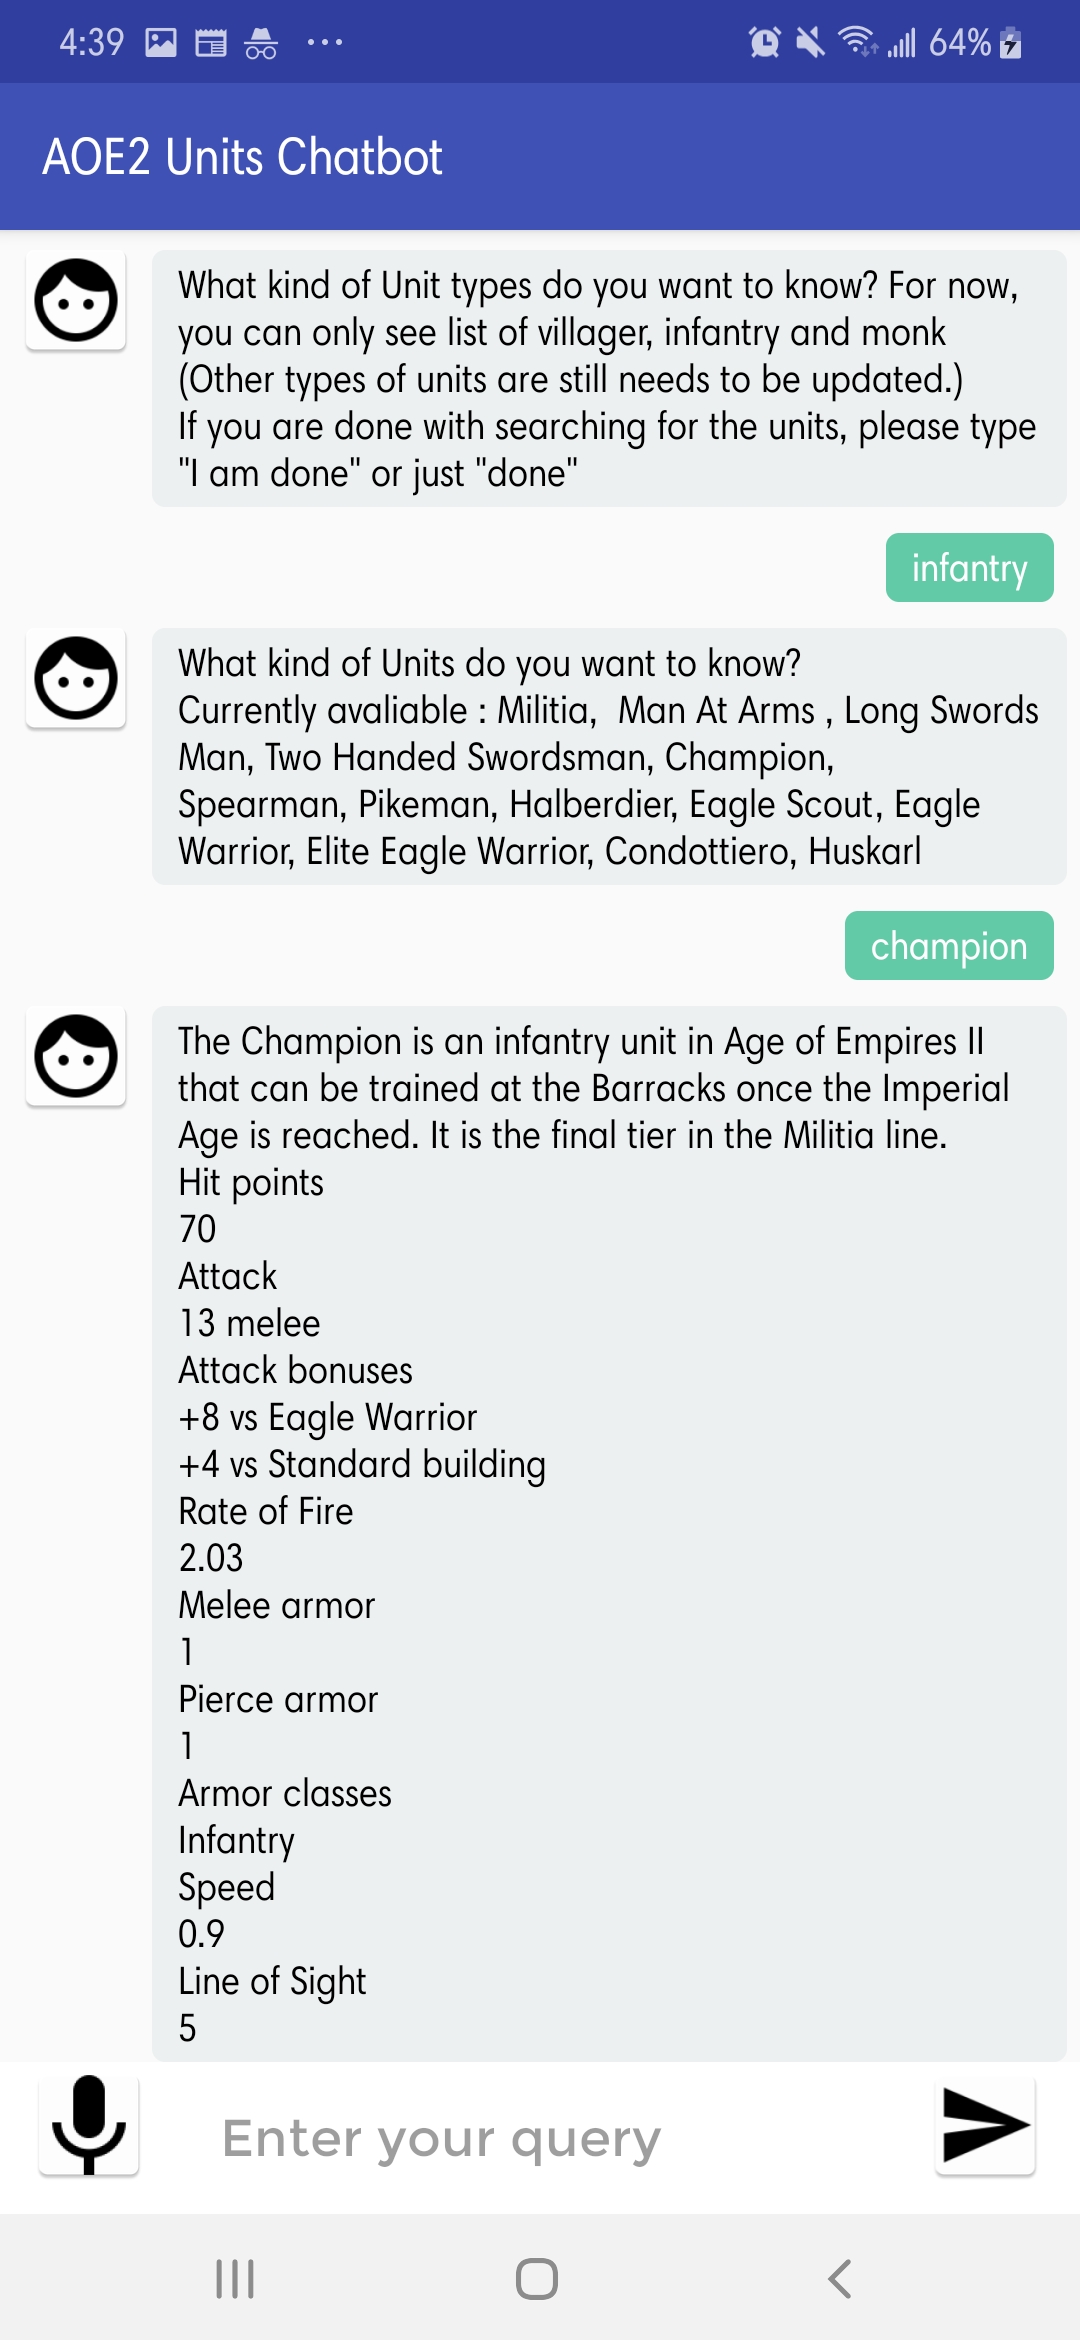 4:39
64%
AOE2 Units Chatbot
What kind of Unit types do you want to know? For now,
you can only see list of villager, infantry and monk
(Other types of units are still needs to be updated.)
If you are done with searching for the units, please type
"I am done" or just "done"
infantry
What kind of Units do you want to know?
Currently avaliable : Militia,  Man At Arms , Long Swords
Man, Two Handed Swordsman, Champion,
Spearman, Pikeman, Halberdier, Eagle Scout, Eagle
Warrior, Elite Eagle Warrior, Condottiero, Huskarl
champion
The Champion is an infantry unit in Age of Empires II
that can be trained at the Barracks once the Imperial
Age is reached. It is the final tier in the Militia line.
Hit points
70
Attack
13 melee
Attack bonuses
+8 vs Eagle Warrior
+4 vs Standard building
Rate of Fire
2.03
Melee armor
1
Pierce armor
1
Armor classes
Infantry
Speed
0.9
Line of Sight
5
Enter your query